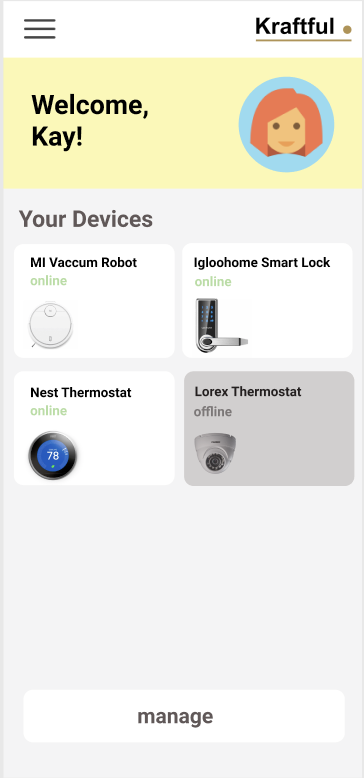 Kraftful
Welcome,
Kay!
Your Devices
MI Vaccum Robot
online
Igloohome Smart Lock
online
Nest Thermostat
online
78
Lorex Thermostat
offline
manage